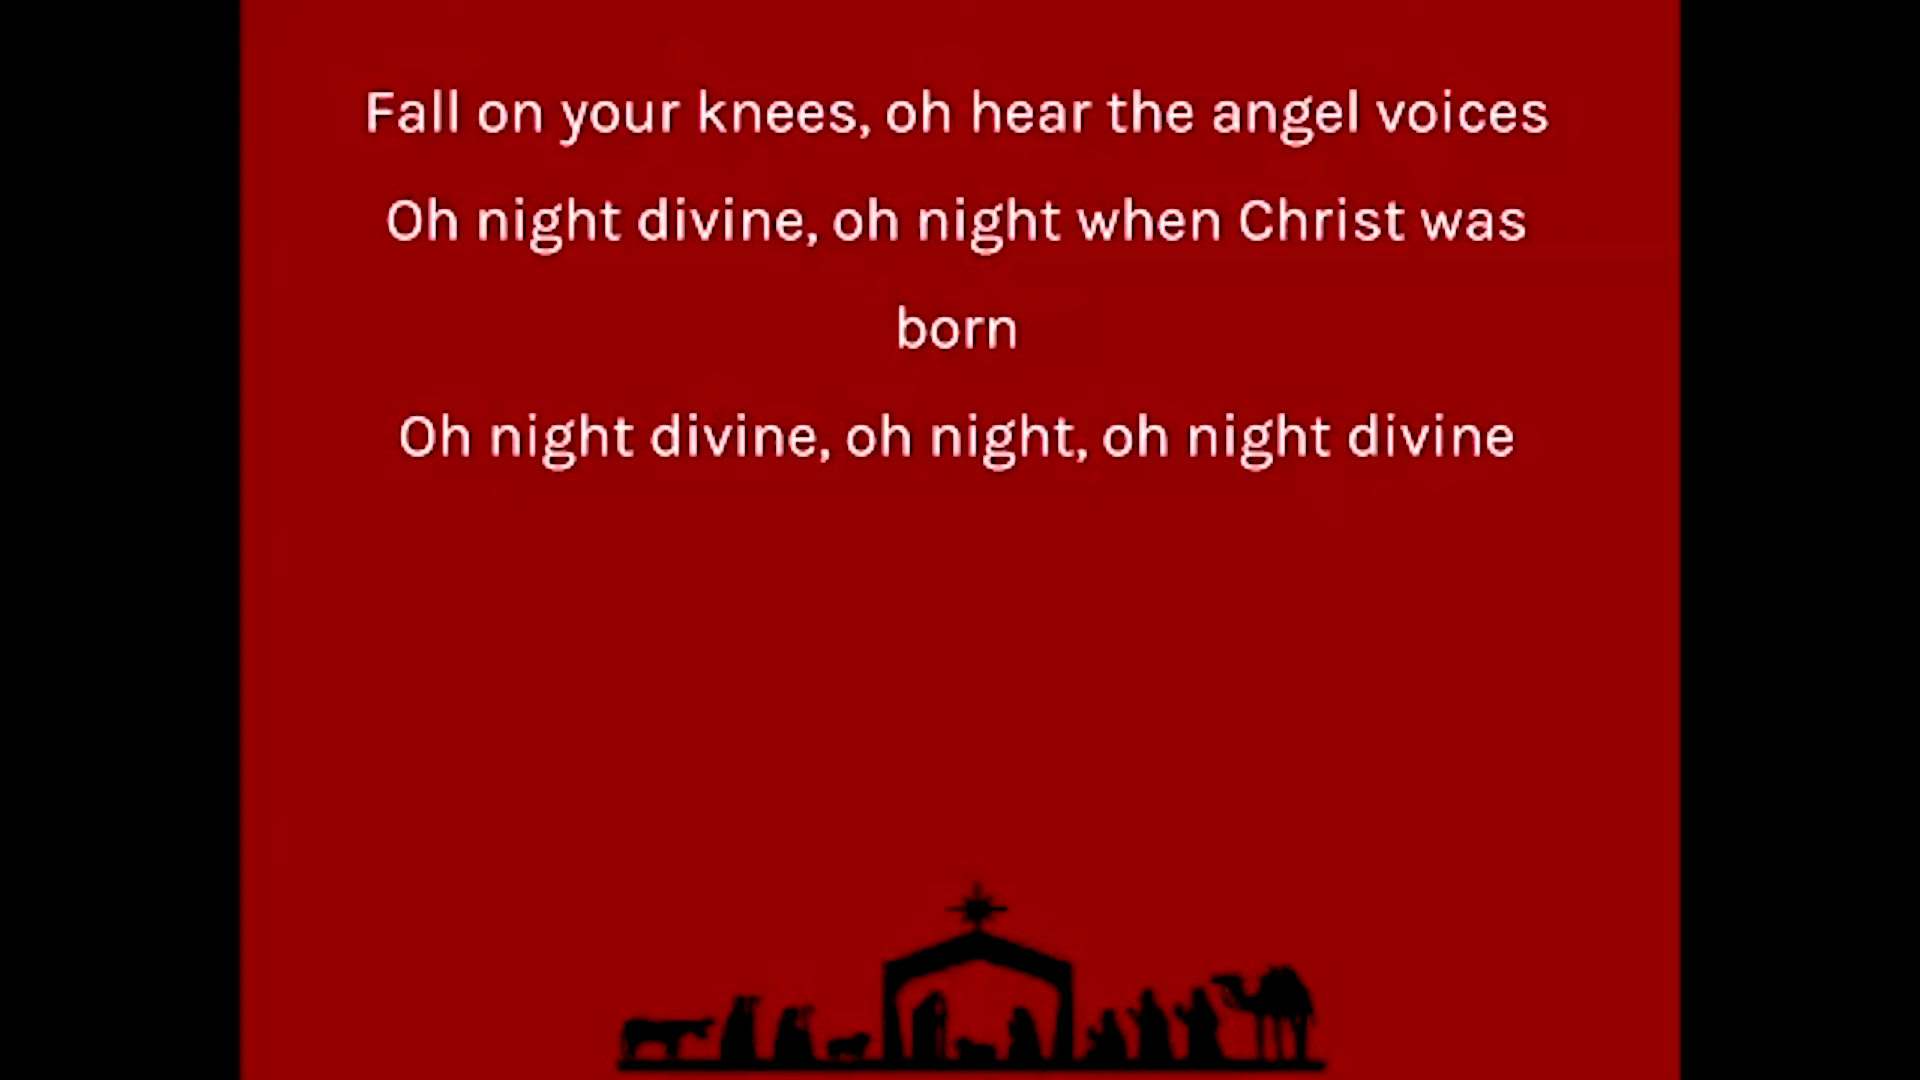 Fall on your knees, oh hear the angel voices
Oh night divine, oh night when Christ was
born
Oh night divine, oh night, oh night divine